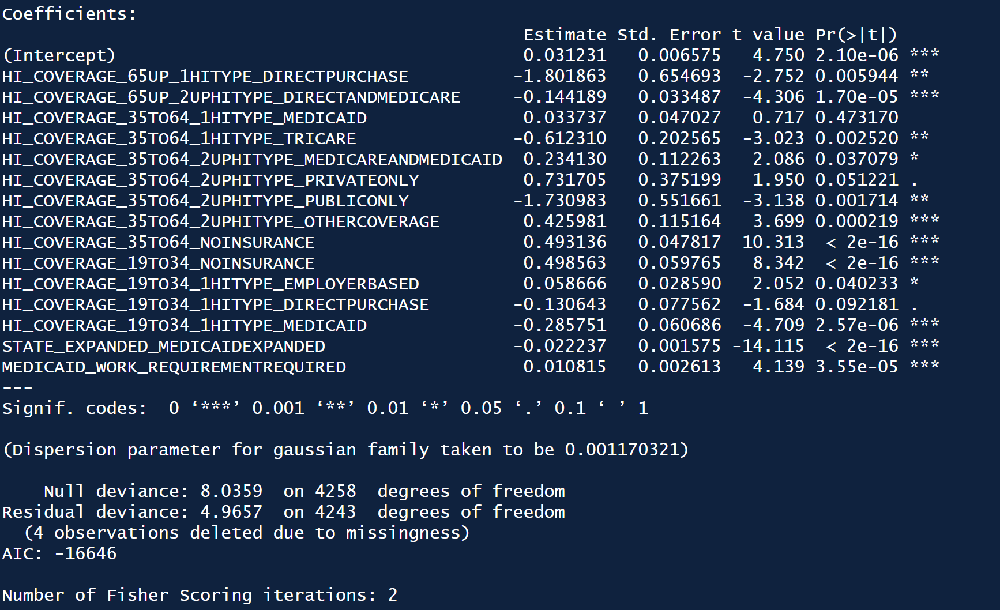 Coefficients:
Estimate Std. Error t value Pr(>|t|)
(Intercept) 0.031231 0.006575 4.750 2.10e-06 ***
HI_COVERAGE_65UP_1HITYPE_DIRECTPURCHASE -1.801863 0.654693 -2.752 0.005944 **
HI_COVERAGE_65UP_2UPHITYPE_DIRECTANDMEDICARE -0.144189 0.033487 -4.306 1.70e-05 ***
HI_COVERAGE_35TO64_1HITYPE_MEDICAID 0.033737 0.047027 0.717 0.473170
HI_COVERAGE_35TO64_1HITYPE_TRICARE -0.612310 0.202565 -3.023 0.002520 **
HI_COVERAGE_35TO64_2UPHITYPE_MEDICAREANDMEDICAID 0.234130 0.112263 2.086 0.037079 *
HI_COVERAGE_35TO64_2UPHITYPE_PRIVATEONLY 0.731705 0.375199 1.950 0.051221 .
HI_COVERAGE_35TO64_2UPHITYPE_PUBLICONLY -1.730983 0.551661 -3.138 0.001714 **
HI_COVERAGE_35TO64_2UPHITYPE_OTHERCOVERAGE 0.425981 0.115164 3.699 0.000219 ***
HI_COVERAGE_35TO64_NOINSURANCE 0.493136 0.047817 10.313 < 2e-16 ***
HI_COVERAGE_19TO34_NOINSURANCE 0.498563 0.059765 8.342 < 2e-16 ***
HI_COVERAGE_19TO34_1HITYPE_EMPLOYERBASED 0.058666 0.028590 2.052 0.040233 *
HI_COVERAGE_19TO34_1HITYPE_DIRECTPURCHASE -0.130643 0.077562 -1.684 0.092181 .
HI_COVERAGE_19TO34_1HITYPE_MEDICAID -0.285751 0.060686 -4.709 2.57e-06 ***
STATE_EXPANDED_MEDICAIDEXPANDED -0.022237 0.001575 -14.115 < 2e-16 ***
MEDICAID_WORK_REQUIREMENTREQUIRED 0.010815 0.002613 4.139 3.55e-05 ***
---
Signif. codes: 0 ‘***’ 0.001 ‘**’ 0.01 ‘*’ 0.05 ‘.’ 0.1 ‘ ’ 1
(Dispersion parameter for gaussian family taken to be 0.001170321)
Null deviance: 8.0359 on 4258 degrees of freedom
Residual deviance: 4.9657 on 4243 degrees of freedom
(4 observations deleted due to missingness)
AIC: -16646
Number of Fisher Scoring iterations: 2